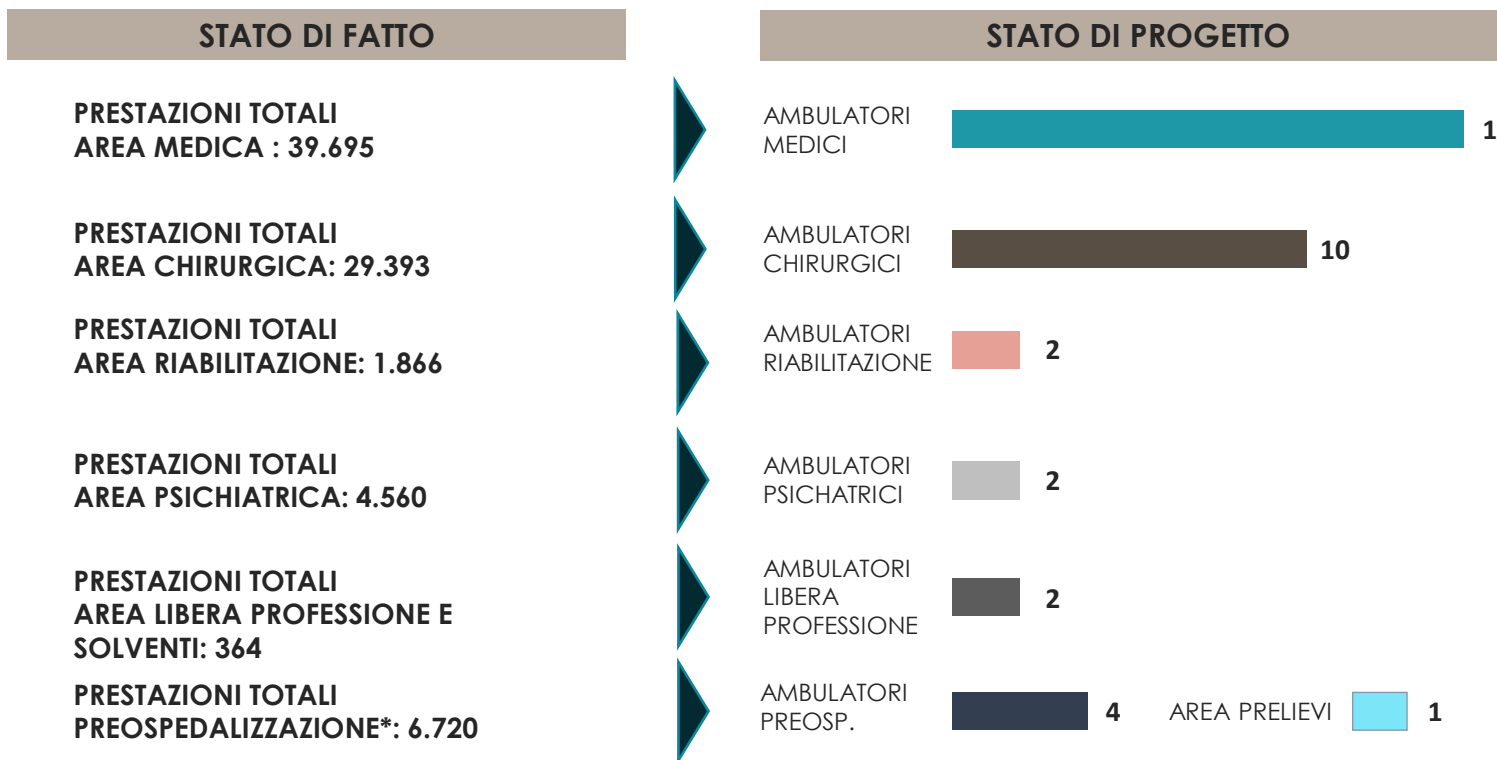 STATO DI FATTO
STATO DI PROGETTO
PRESTAZIONI TOTALI
AREA MEDICA : 39.695
AMBULATORI
MEDICI
1
PRESTAZIONI TOTALI
AREA CHIRURGICA: 29.393
AMBULATORI
CHIRURGICI
10
PRESTAZIONI TOTALI
AREA RIABILITAZIONE: 1.866
AMBULATORI
RIABILITAZIONE
2
PRESTAZIONI TOTALI
AREA PSICHIATRICA: 4.560
AMBULATORI
PSICHATRICI
2
PRESTAZIONI TOTALI
AREA LIBERA PROFESSIONE E
SOLVENTI: 364
AMBULATORI
LIBERA
PROFESSIONE
2
PRESTAZIONI TOTALI
PREOSPEDALIZZAZIONE*: 6.720
AMBULATORI
PREOSP.
4
AREA PRELIEVI
1